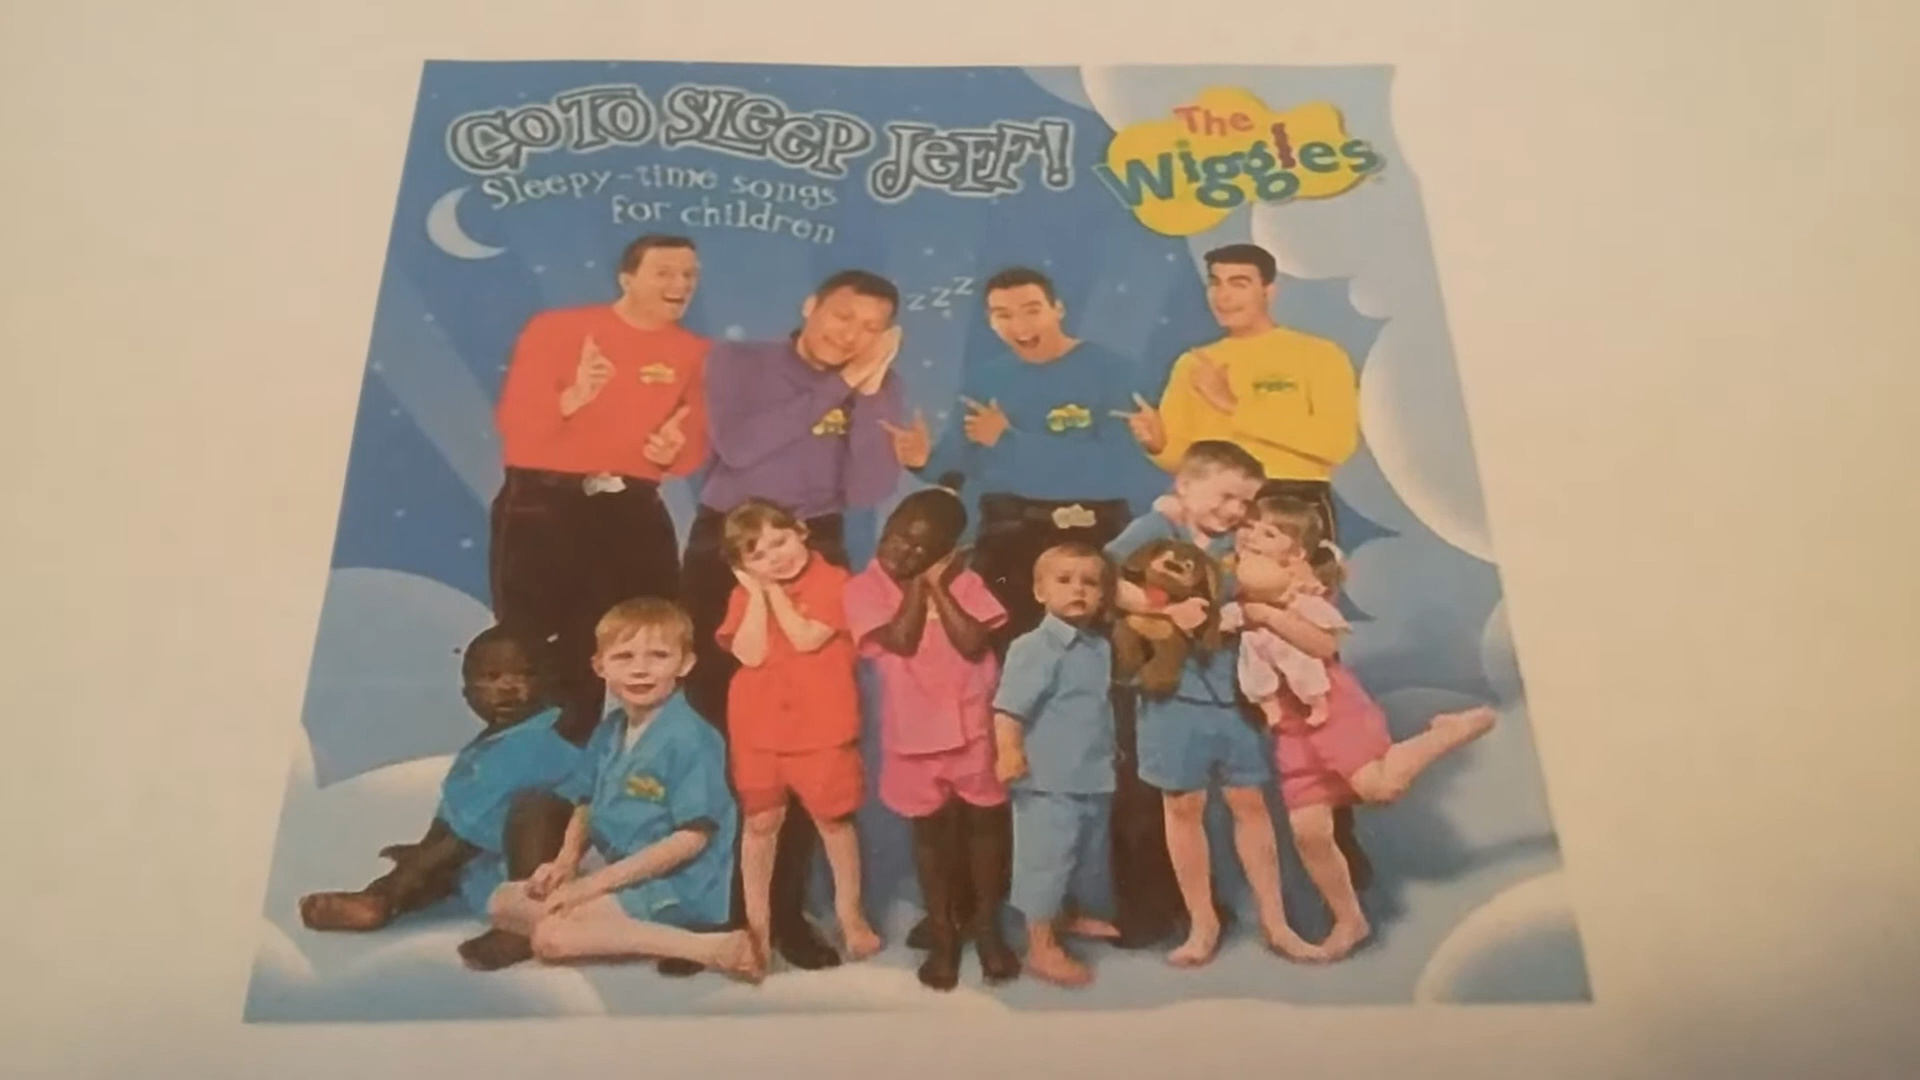 GO TO SLEEP JEFF!
Sleepy-time songs
for children
The
Wiggles
zzz